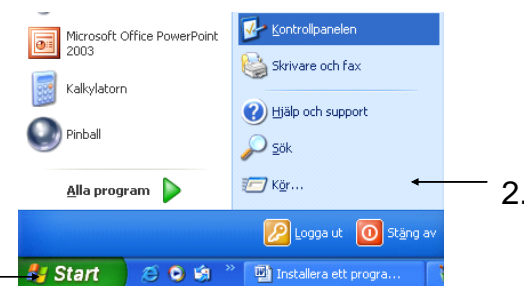 Microsoft Office PowerPoint
2003
Kalkylatorn
Pinball
Alla program
Kontrollpanelen
Skrivare och fax
Hjälp och support
Sök
Kör...
2.
Logga ut
Stäng av
Start
»
Installera ett progra...